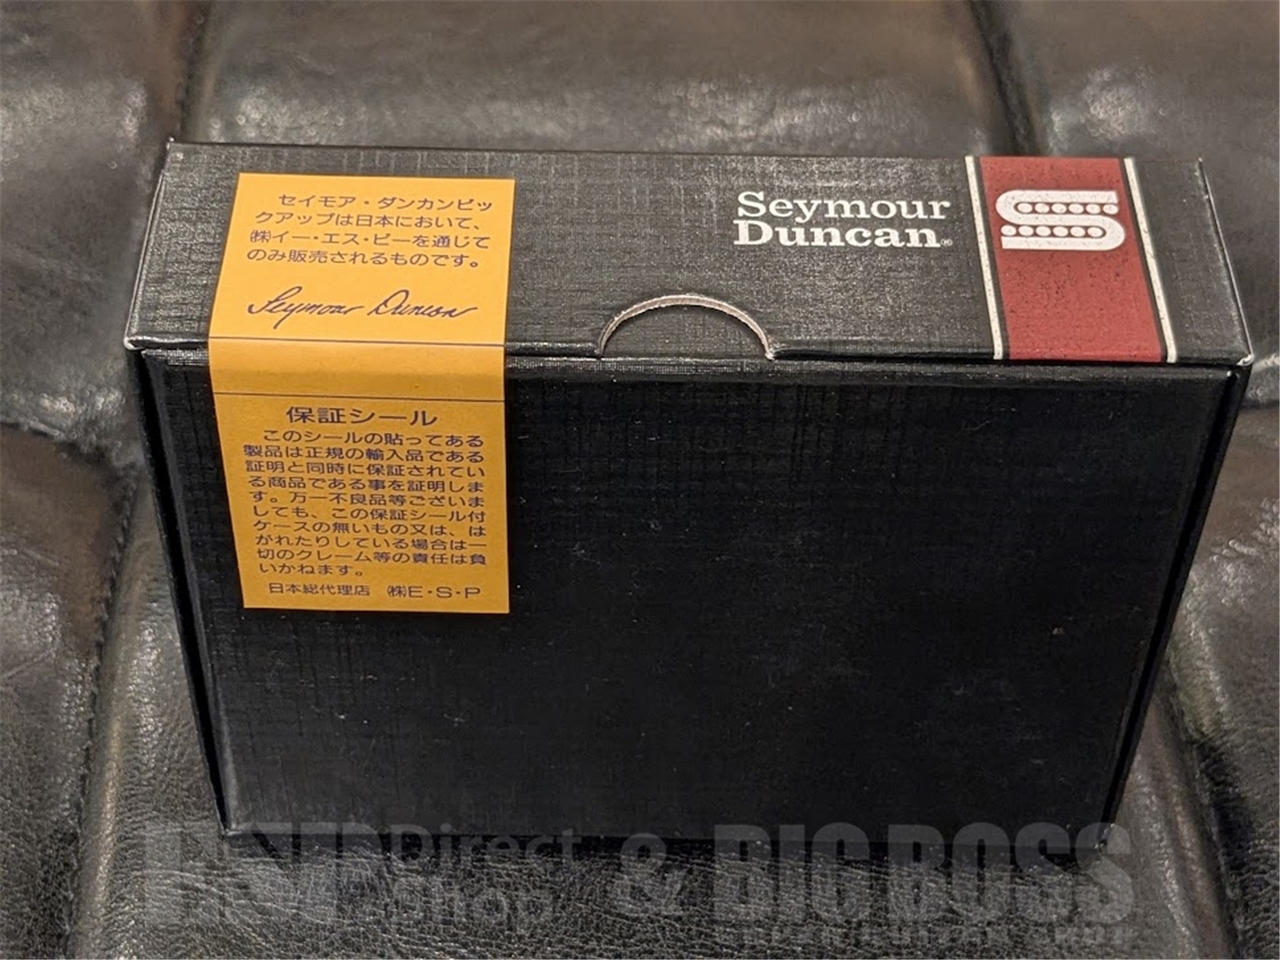 セイモア・ダンカンピッ
クアップは日本において、
㈱イー・エス・ピーを通じて
のみ販売されるものです。
Seymour Duncan
保証シール
このシールの貼ってある
製品は正規の輸入品である
証明と同時に保証されてい
る商品である事を証明しま
す。万一不良品等ございま
しても、この保証シール付
ケースの無いもの又は、は
がれたりしている場合は一
切のクレーム等の責任は負
いかねます。
日本総代理店 ㈱E・S・P
Seymour
Duncan®
ESP Direct Shop & BIG BOSS